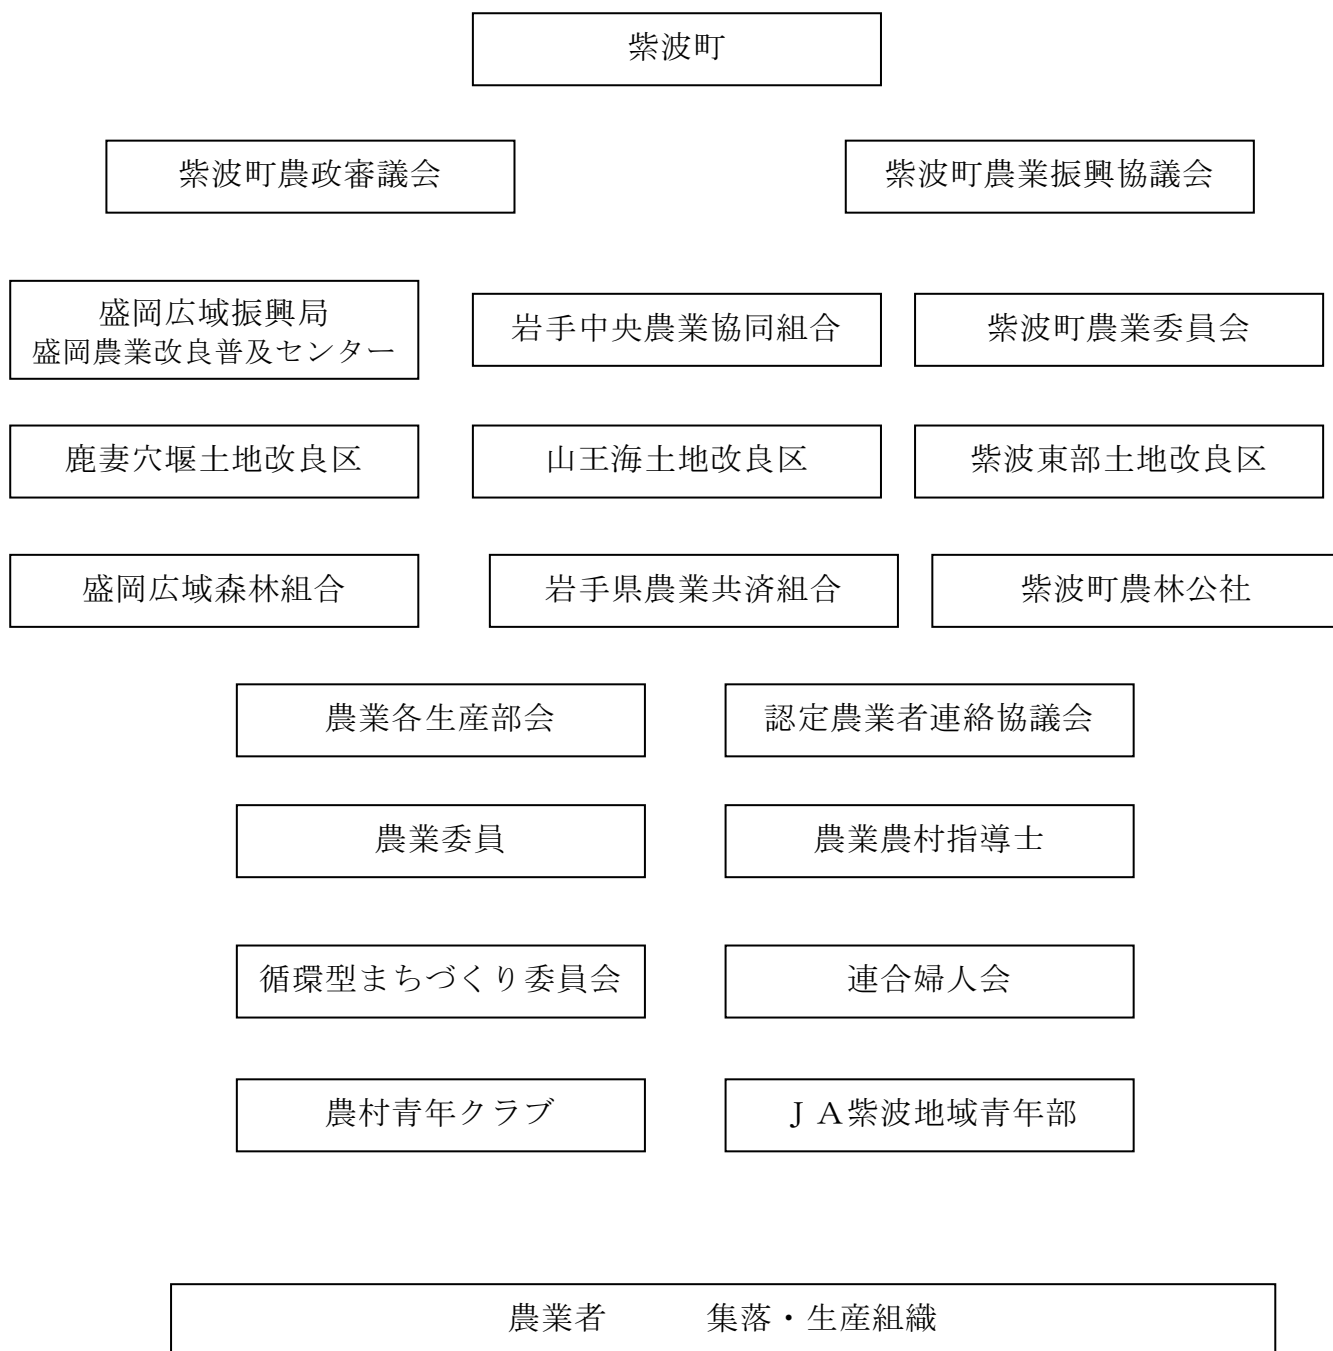 紫波町
紫波町農政審議会
紫波町農業振興協議会
盛岡広域振興局
盛岡農業改良普及センター
岩手中央農業協同組合
紫波町農業委員会
鹿妻穴堰土地改良区
山王海土地改良区
紫波東部土地改良区
盛岡広域森林組合
岩手県農業共済組合
紫波町農林公社
農業各生産部会
認定農業者連絡協議会
農業委員
農業農村指導士
循環型まちづくり委員会
連合婦人会
農村青年クラブ
ＪＡ紫波地域青年部
農業者　　　集落・生産組織